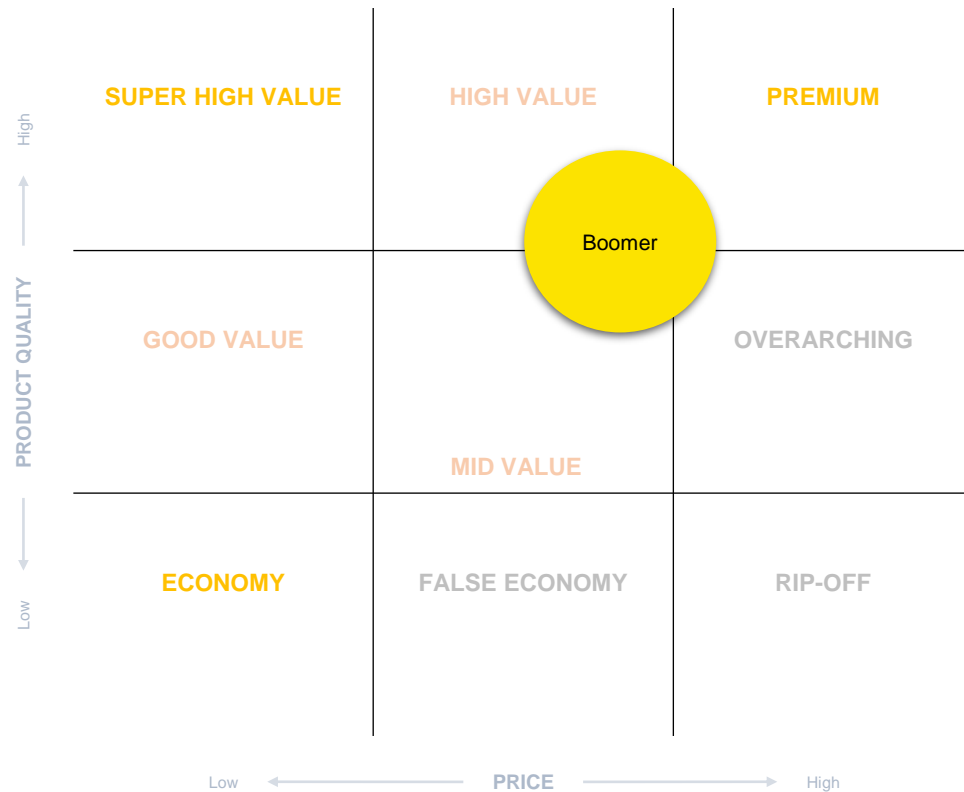 SUPER HIGH VALUE
HIGH VALUE
PREMIUM
High
Boomer
PRODUCT QUALITY
GOOD VALUE
OVERARCHING
MID VALUE
ECONOMY
FALSE ECONOMY
RIP-OFF
Low
Low
PRICE
High